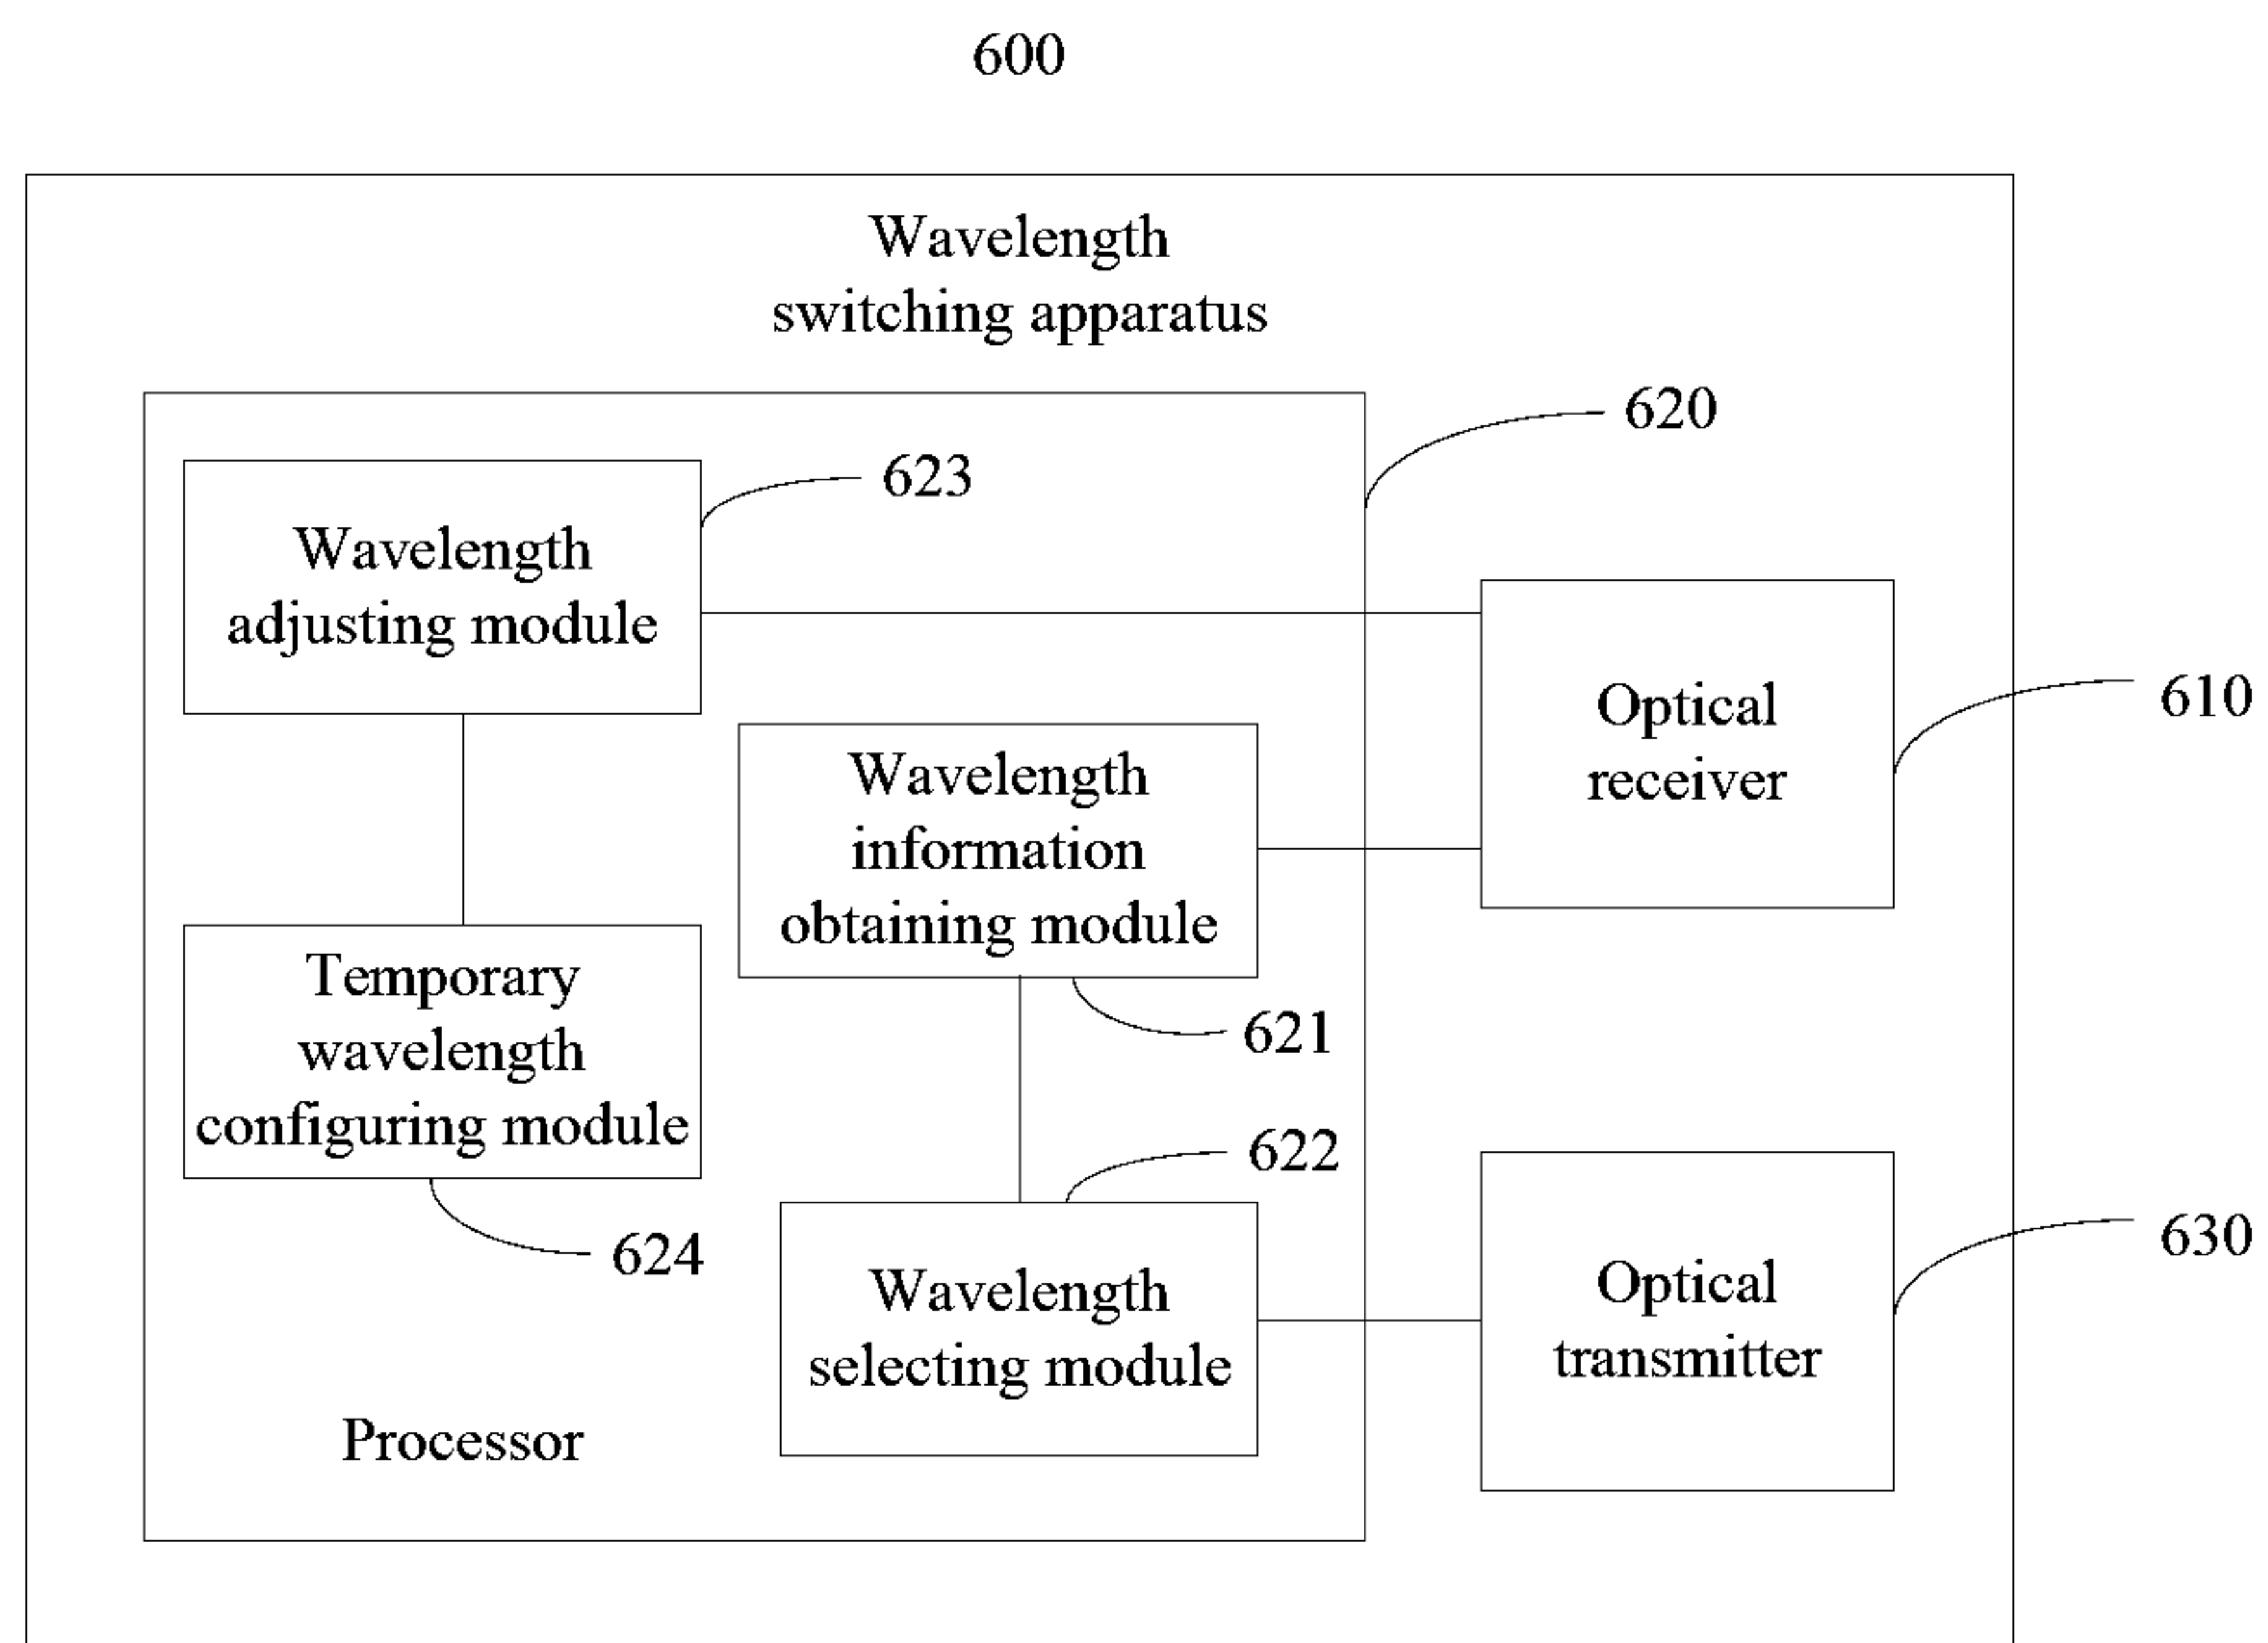 600
Wavelength
switching apparatus
620
623
Wavelength
adjusting module
Optical
receiver
610
Wavelength
information
obtaining module
621
Temporary
wavelength
configuring module
624
622
Wavelength
selecting module
Optical
transmitter
630
Processor